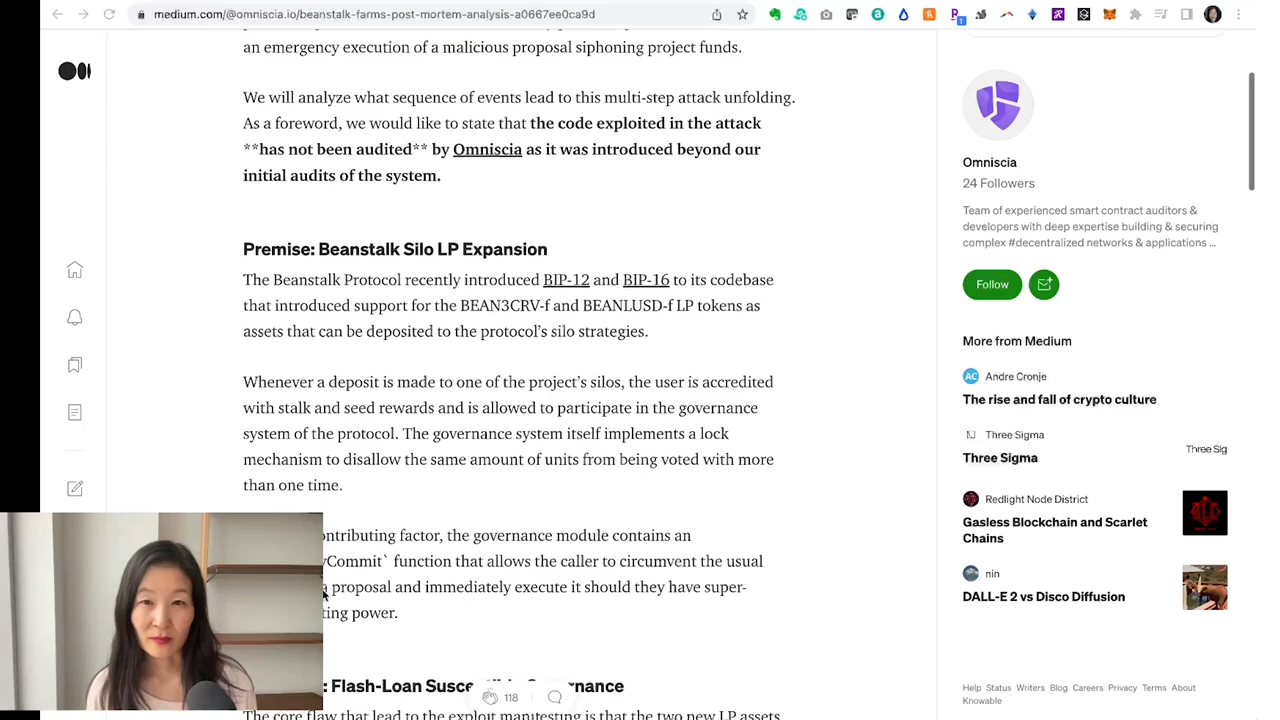 medium.com/@omniscia.io/beanstalk-farms-post-mortem-analysis-a0667ee0ca9d
an emergency execution of a malicious proposal siphoning project funds.
We will analyze what sequence of events lead to this multi-step attack unfolding.
As a foreword, we would like to state that the code exploited in the attack
**has not been audited** by Omniscia as it was introduced beyond our
initial audits of the system.
Premise: Beanstalk Silo LP Expansion
The Beanstalk Protocol recently introduced BIP-12 and BIP-16 to its codebase
that introduced support for the BEAN3CRV-f and BEANLUSD-f LP tokens as
assets that can be deposited to the protocol's silo strategies.
Whenever a deposit is made to one of the project's silos, the user is accredited
with stalk and seed rewards and is allowed to participate in the governance
system of the protocol. The governance system itself implements a lock
mechanism to disallow the same amount of units from being voted with more
than one time.
ontributing factor, the governance module contains an
yCommit` function that allows the caller to circumvent the usual
proposal and immediately execute it should they have super-
ting power.
: Flash-Loan Susceptible Governance
118
The core flaw that lead to the exploit manifesting is that the two new LP assets
Omniscia
24 Followers
Team of experienced smart contract auditors &
developers with deep expertise building & securing
complex #decentralized networks & applications ...
Follow
More from Medium
AC Andre Cronje
The rise and fall of crypto culture
Three Sigma
Three Sigma
Three Sig
Redlight Node District
Gasless Blockchain and Scarlet
Chains
nin
DALL-E 2 vs Disco Diffusion
Help Status Writers Blog Careers Privacy Terms About
Knowable